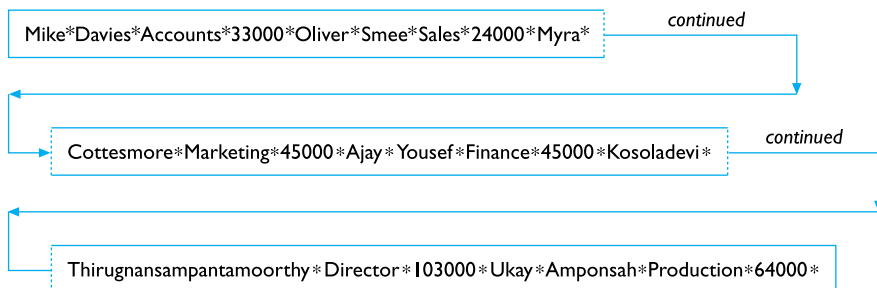 Mike*Davies*Accounts*33000*Oliver*Smee*Sales*24000*Myra*
continued
Cottesmore*Marketing*45000*Ajay*Yousef*Finance*45000*Kosoladevi*
continued
Thirugnansampantamoorthy*Director*103000*Ukay*Amponsah*Production*64000*